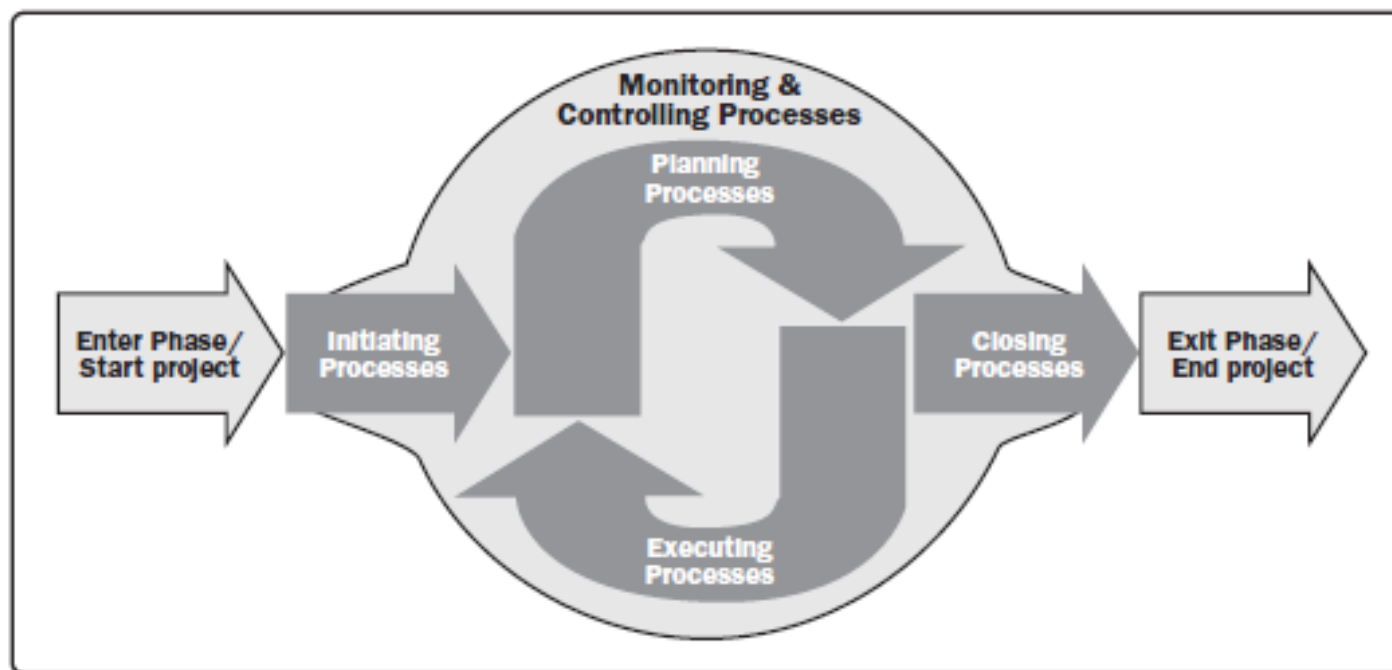 Monitoring &
Controlling Processes
Planning
Processes
Enter Phase/
Start project
Initiating
Processes
Closing
Processes
Exit Phase/
End project
Executing
Processes